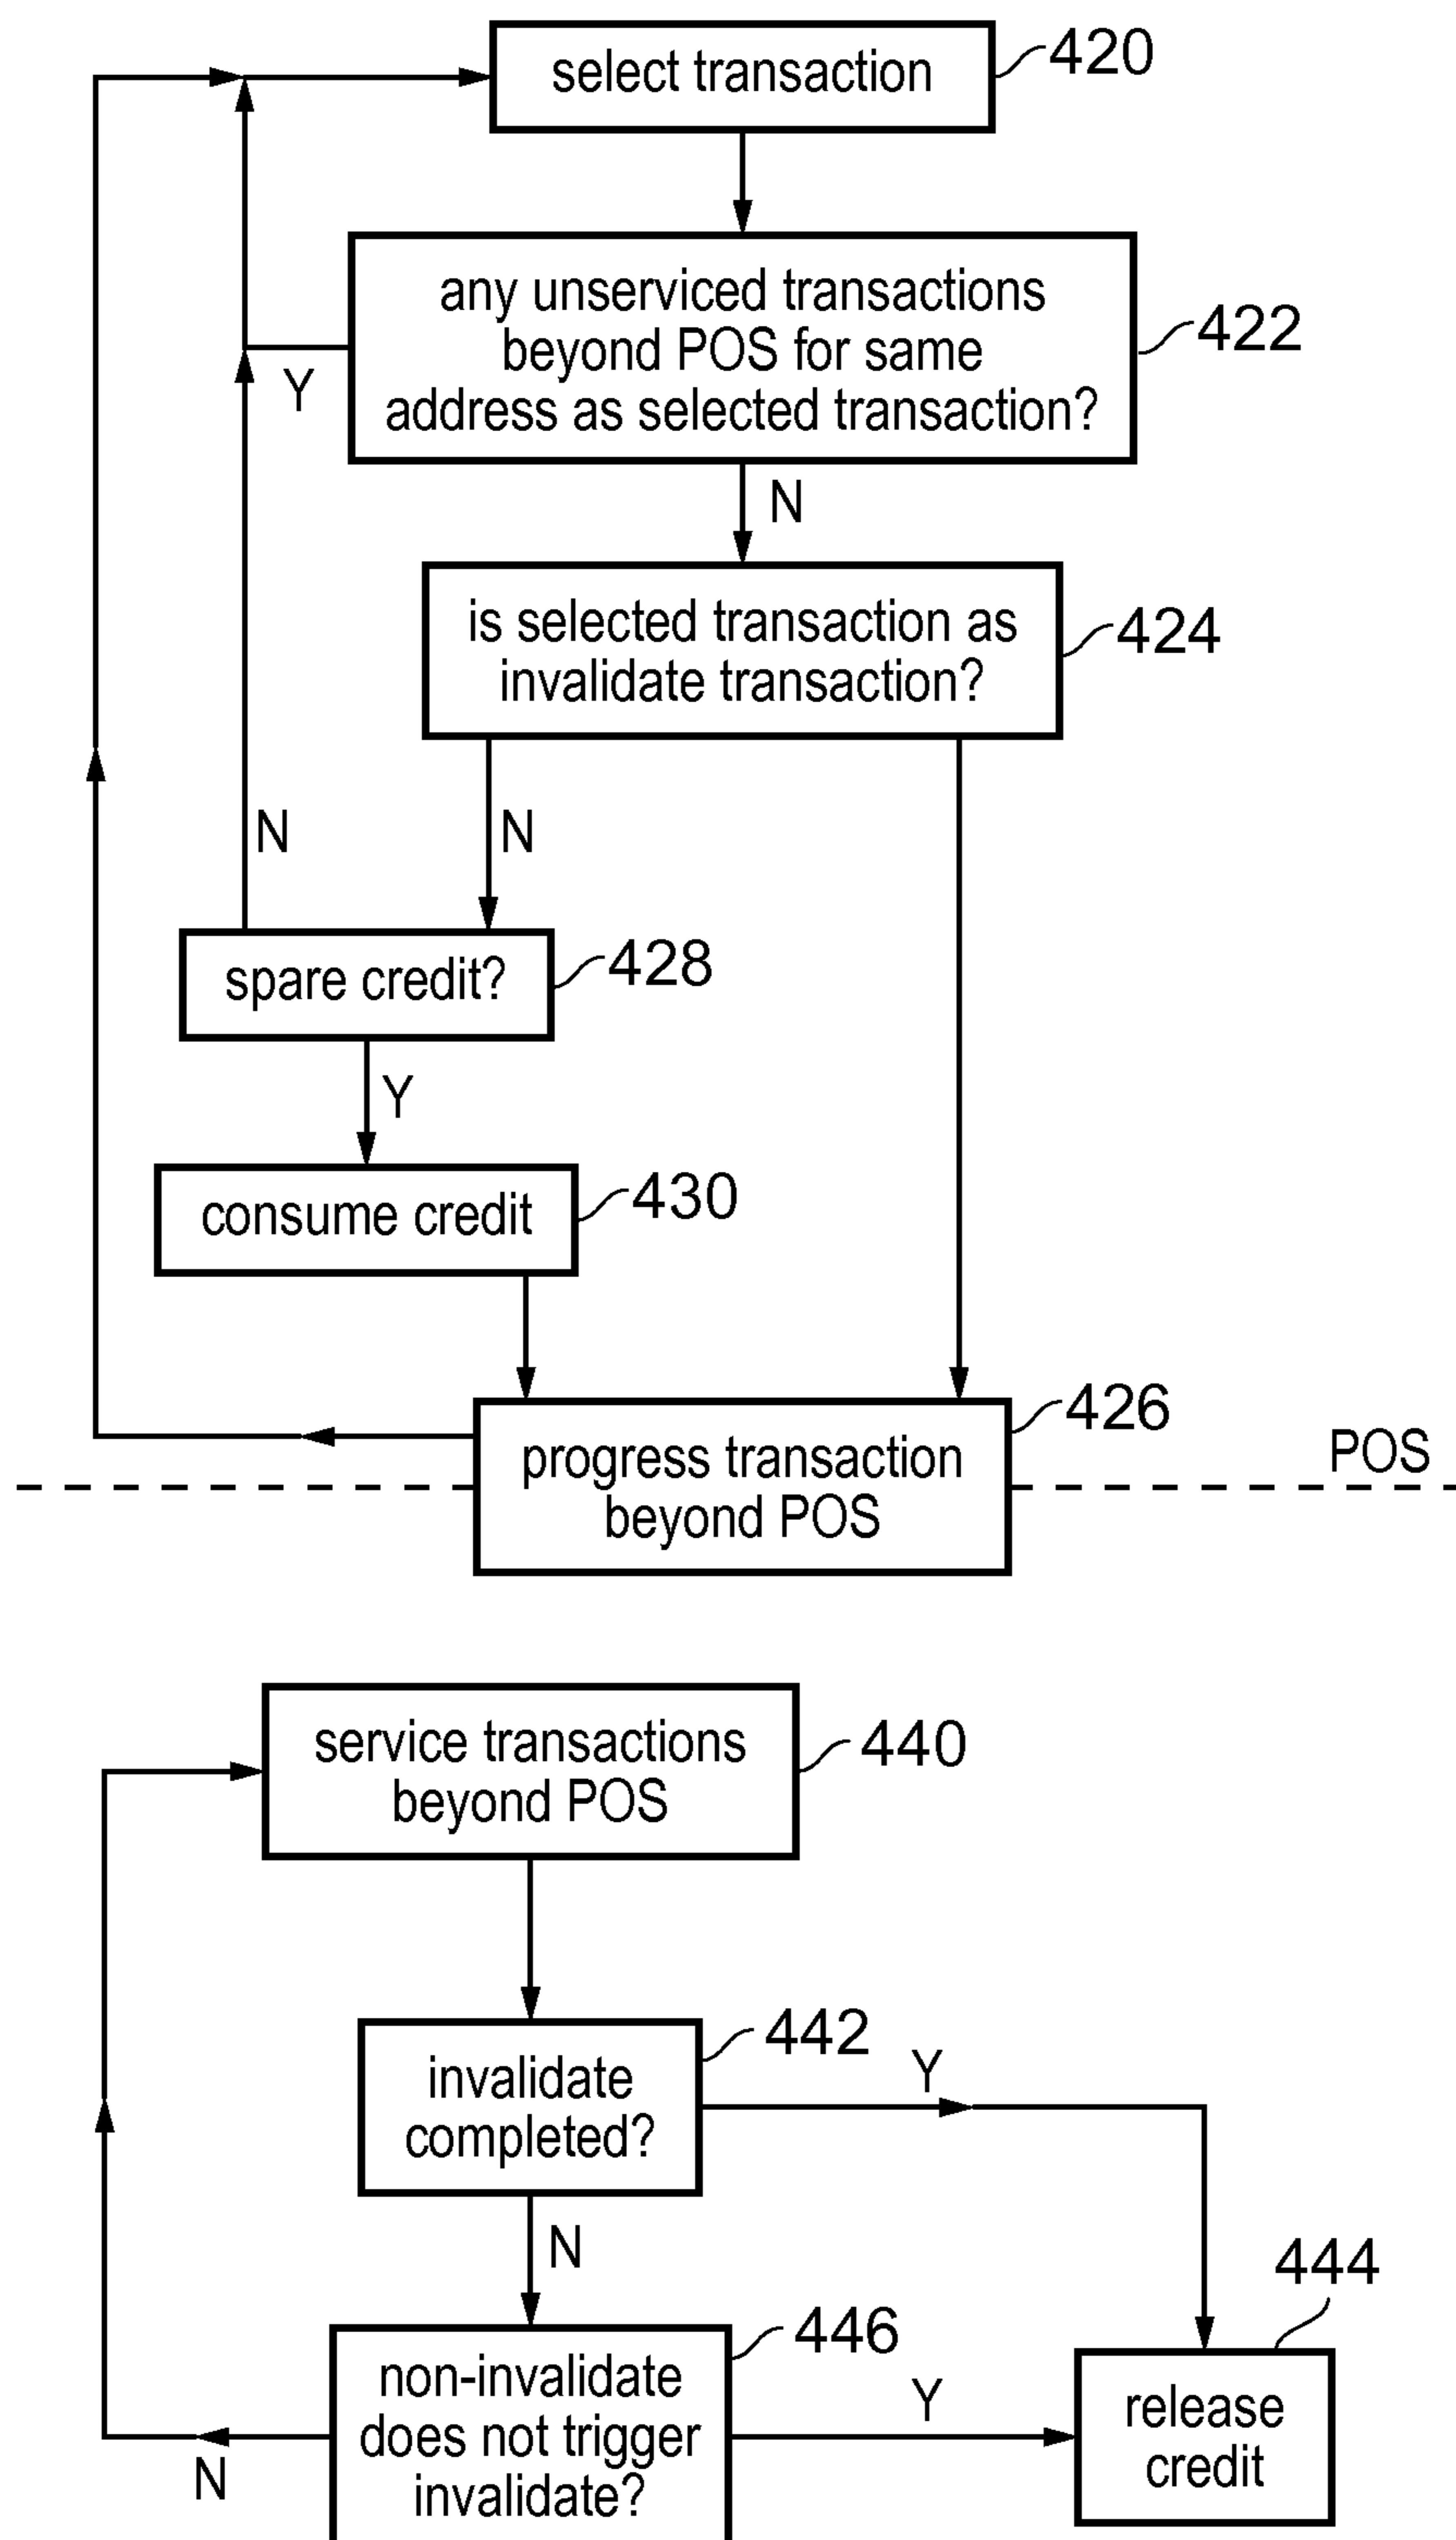 select transaction
420
any unserviced transactions
beyond POS for same
address as selected transaction?
422
Y
N
is selected transaction as
invalidate transaction?
424
N
N
spare credit?
428
Y
consume credit
430
426
progress transaction
beyond POS
POS
service transactions
beyond POS
440
442
invalidate
completed?
Y
N
444
446
non-invalidate
does not trigger
invalidate?
Y
N
release
credit